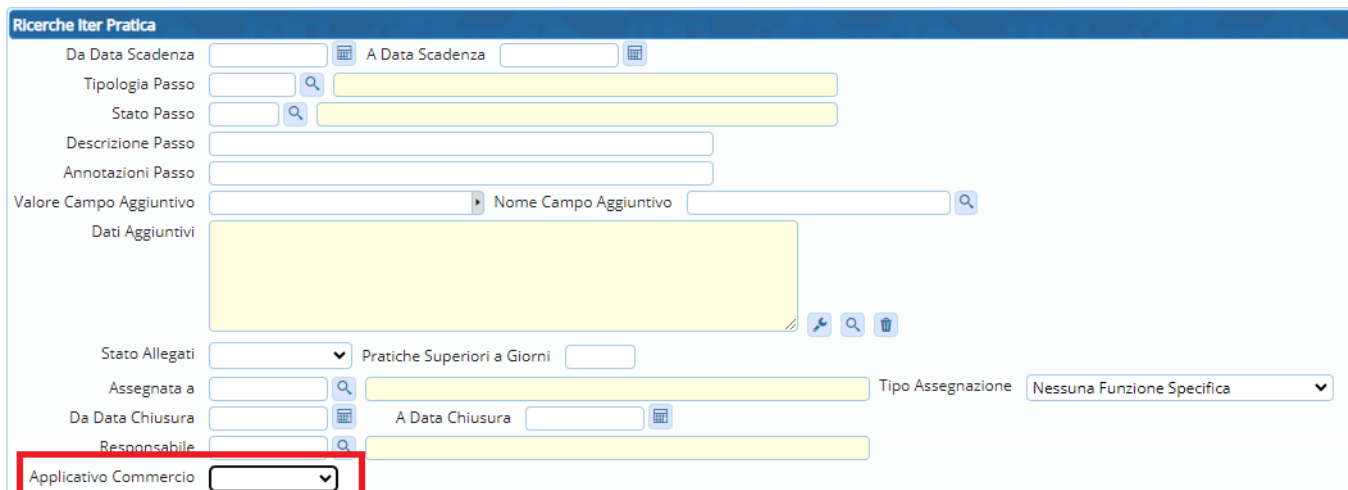 Ricerche Iter Pratica
Da Data Scadenza A Data Scadenza
Tipologia Passo
Stato Passo
Descrizione Passo
Annotazioni Passo
Valore Campo Aggiuntivo Nome Campo Aggiuntivo
Dati Aggiuntivi
Stato Allegati Pratiche Superiori a Giorni
Assegnata a Tipo Assegnazione Nessuna Funzione Specifica
Da Data Chiusura A Data Chiusura
Responsabile
Applicativo Commercio